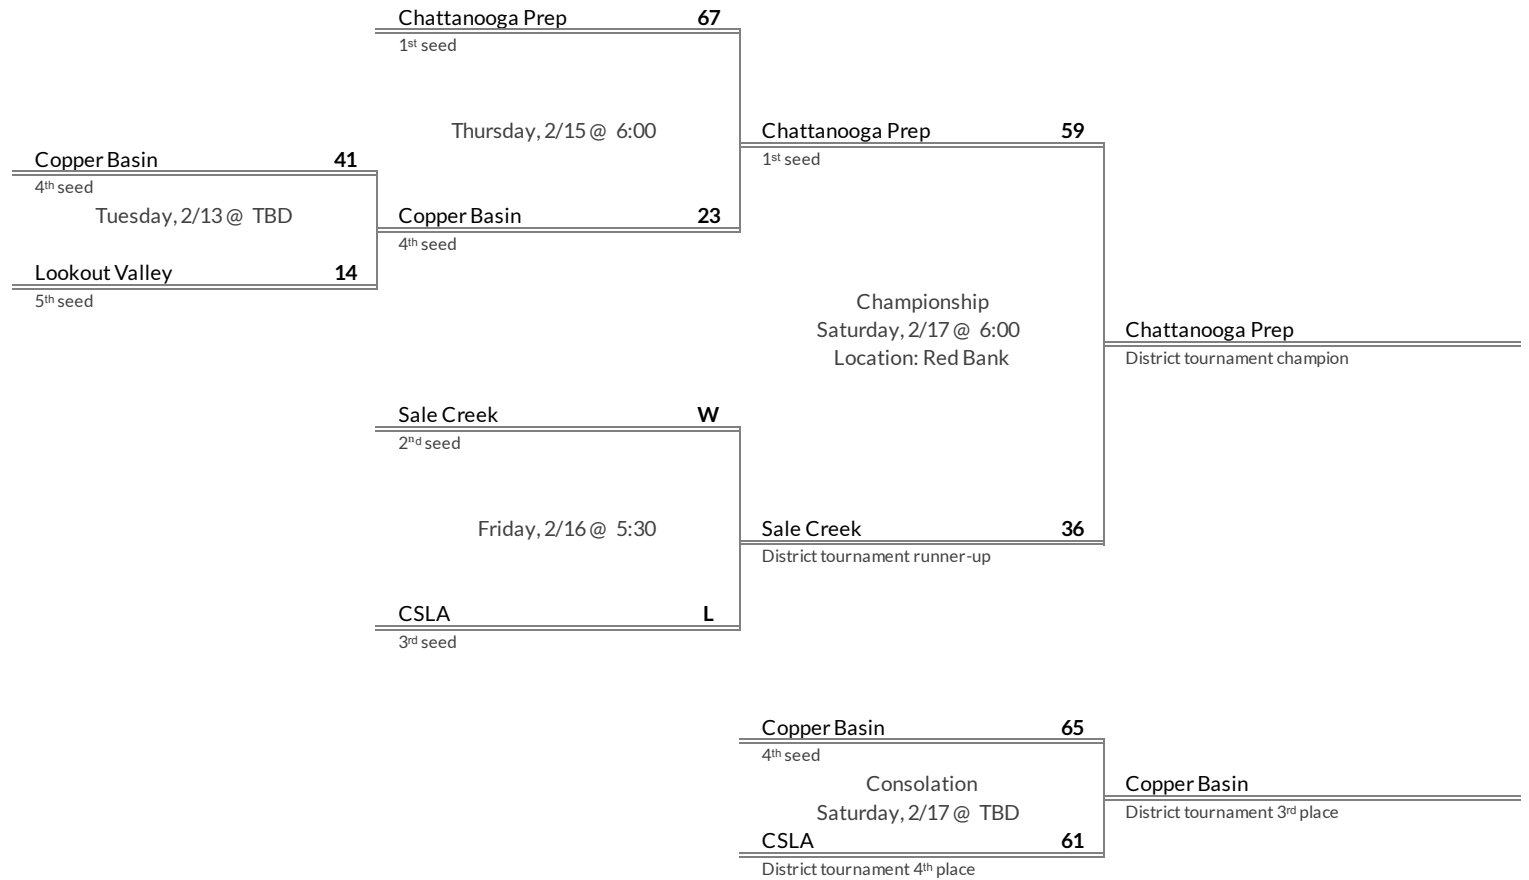 Chattanooga Prep 67
1st seed
Thursday, 2/15 @ 6:00
Copper Basin 41
4th seed
Tuesday, 2/13 @ TBD
Lookout Valley 14
5th seed
Copper Basin 23
4th seed
Chattanooga Prep 59
1st seed
Championship
Saturday, 2/17 @ 6:00
Location: Red Bank
Chattanooga Prep
District tournament champion
Sale Creek W
2nd seed
Friday, 2/16 @ 5:30
CSLA L
3rd seed
Sale Creek 36
District tournament runner-up
Copper Basin 65
4th seed
Consolation
Saturday, 2/17 @ TBD
CSLA 61
District tournament 4th place
Copper Basin
District tournament 3rd place